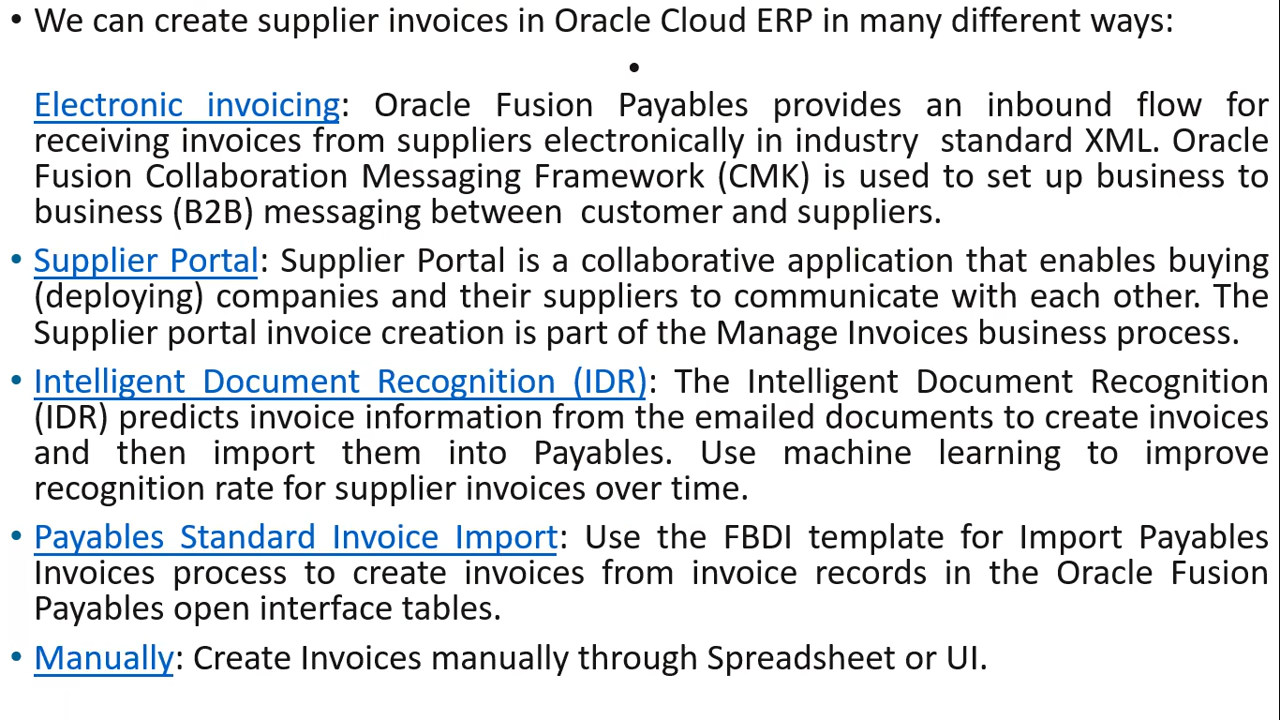 • We can create supplier invoices in Oracle Cloud ERP in many different ways:
•
Electronic invoicing: Oracle Fusion Payables provides an inbound flow for
receiving invoices from suppliers electronically in industry standard XML. Oracle
Fusion Collaboration Messaging Framework (CMK) is used to set up business to
business (B2B) messaging between customer and suppliers.
• Supplier Portal: Supplier Portal is a collaborative application that enables buying
(deploying) companies and their suppliers to communicate with each other. The
Supplier portal invoice creation is part of the Manage Invoices business process.
• Intelligent Document Recognition (IDR): The Intelligent Document Recognition
(IDR) predicts invoice information from the emailed documents to create invoices
and then import them into Payables. Use machine learning to improve
recognition rate for supplier invoices over time.
• Payables Standard Invoice Import: Use the FBDI template for Import Payables
Invoices process to create invoices from invoice records in the Oracle Fusion
Payables open interface tables.
• Manually: Create Invoices manually through Spreadsheet or UI.